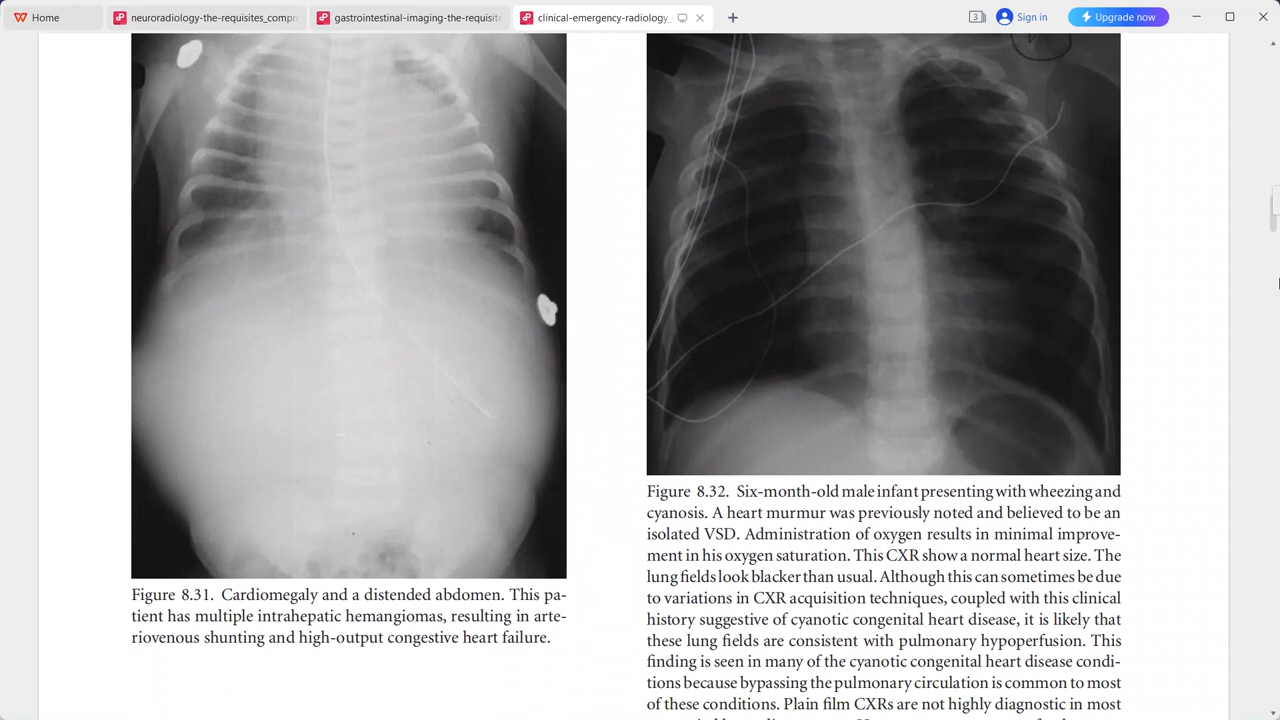 Home
neuroradiology-the-requisites_compr
gastrointestinal-imaging-the-requisite
clinical-emergency-radiology_
3
Sign in
Upgrade now
Figure 8.31. Cardiomegaly and a distended abdomen. This pa-
tient has multiple intrahepatic hemangiomas, resulting in arte-
riovenous shunting and high-output congestive heart failure.
Figure 8.32. Six-month-old male infant presenting with wheezing and
cyanosis. A heart murmur was previously noted and believed to be an
isolated VSD. Administration of oxygen results in minimal improve-
ment in his oxygen saturation. This CXR show a normal heart size. The
lung fields look blacker than usual. Although this can sometimes be due
to variations in CXR acquisition techniques, coupled with this clinical
history suggestive of cyanotic congenital heart disease, it is likely that
these lung fields are consistent with pulmonary hypoperfusion. This
finding is seen in many of the cyanotic congenital heart disease condi-
tions because bypassing the pulmonary circulation is common to most
of these conditions. Plain film CXRs are not highly diagnostic in most